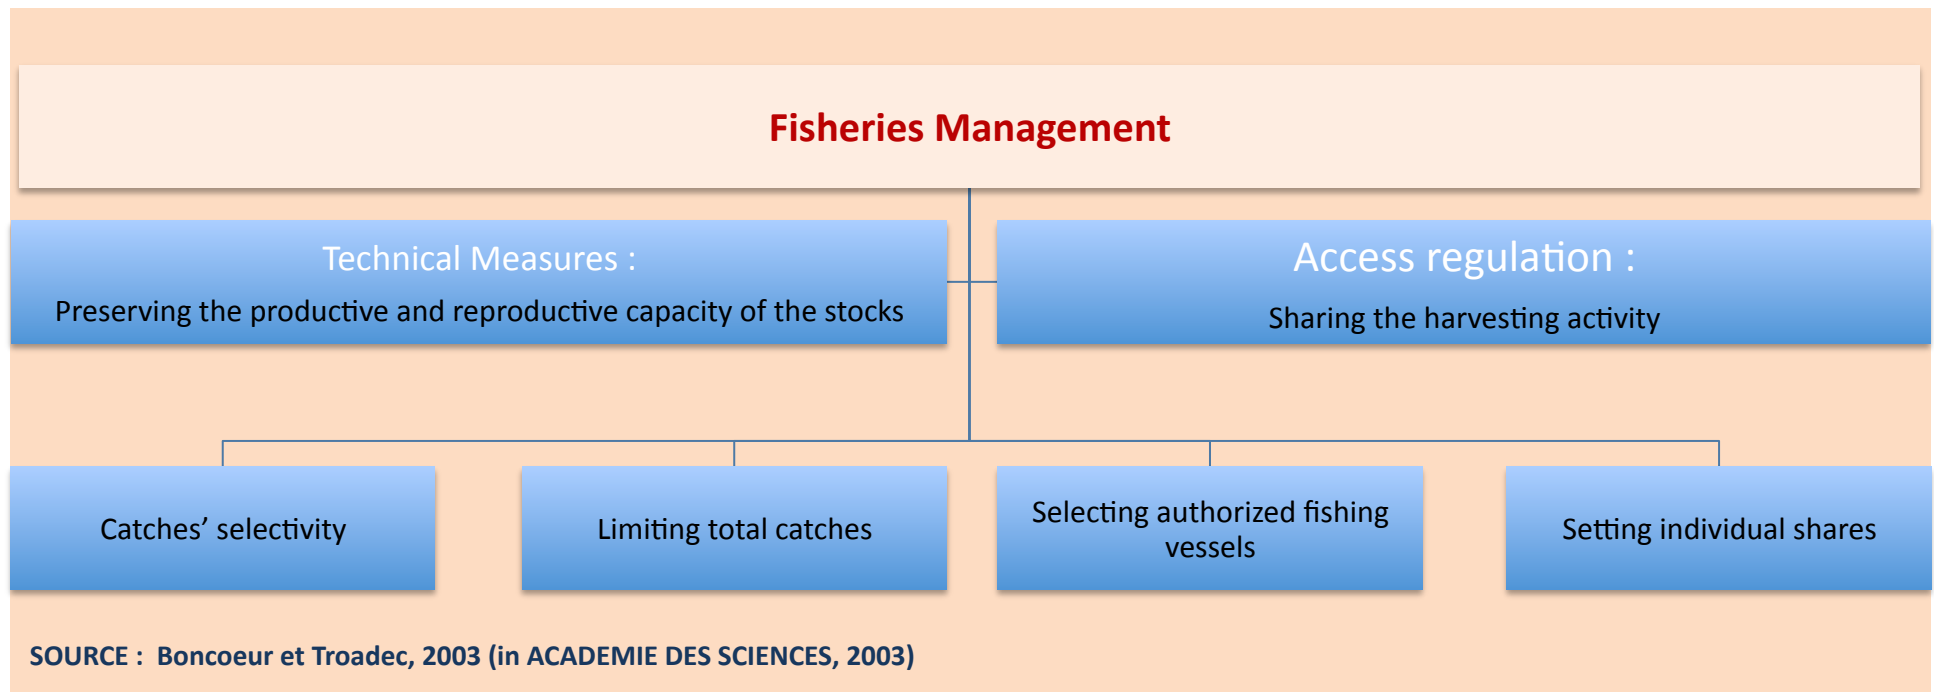 Fisheries Management
Technical Measures :
Preserving the productive and reproductive capacity of the stocks
Access regulation :
Sharing the harvesting activity
Catches’ selectivity
Limiting total catches
Selecting authorized fishing
vessels
Setting individual shares
SOURCE : Boncoeur et Troadec, 2003 (in ACADEMIE DES SCIENCES, 2003)